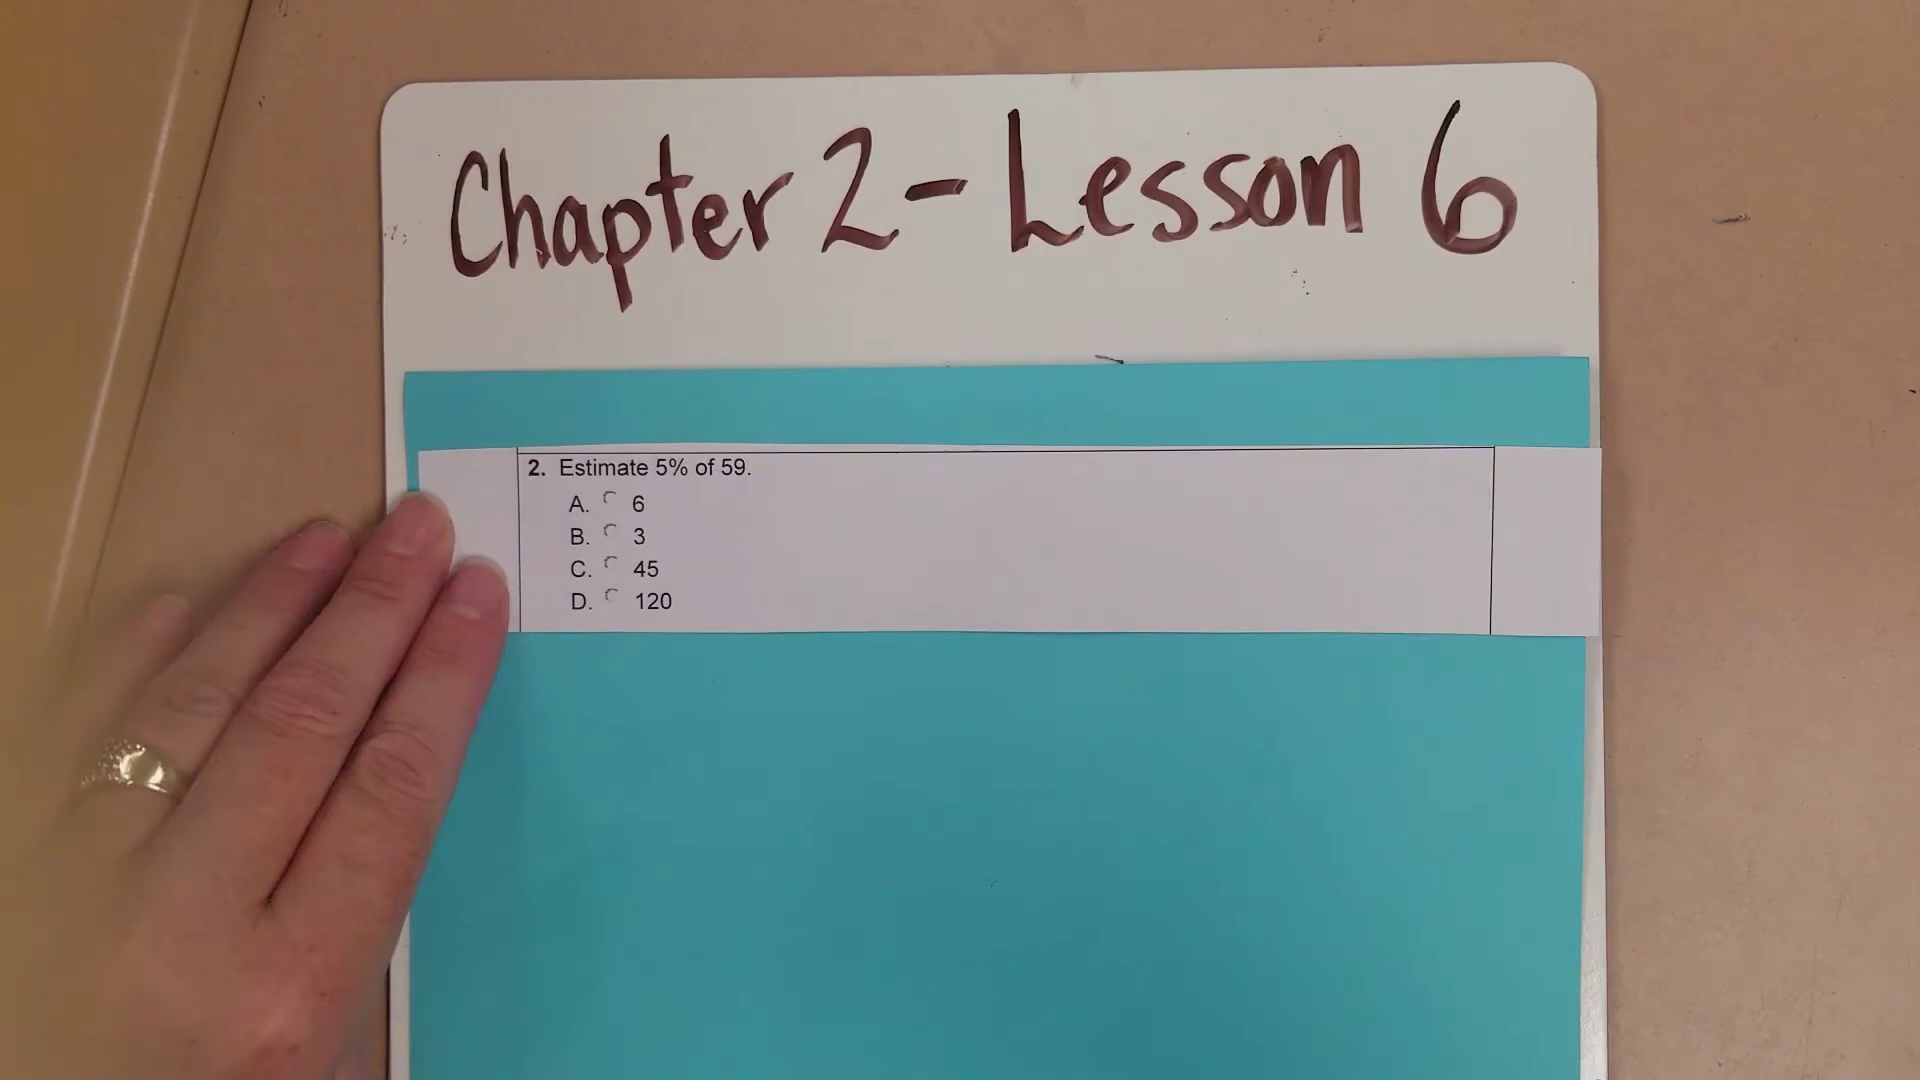 Chapter 2 - Lesson 6
2. Estimate 5% of 59.
A. 6
B. 3
C. 45
D. 120